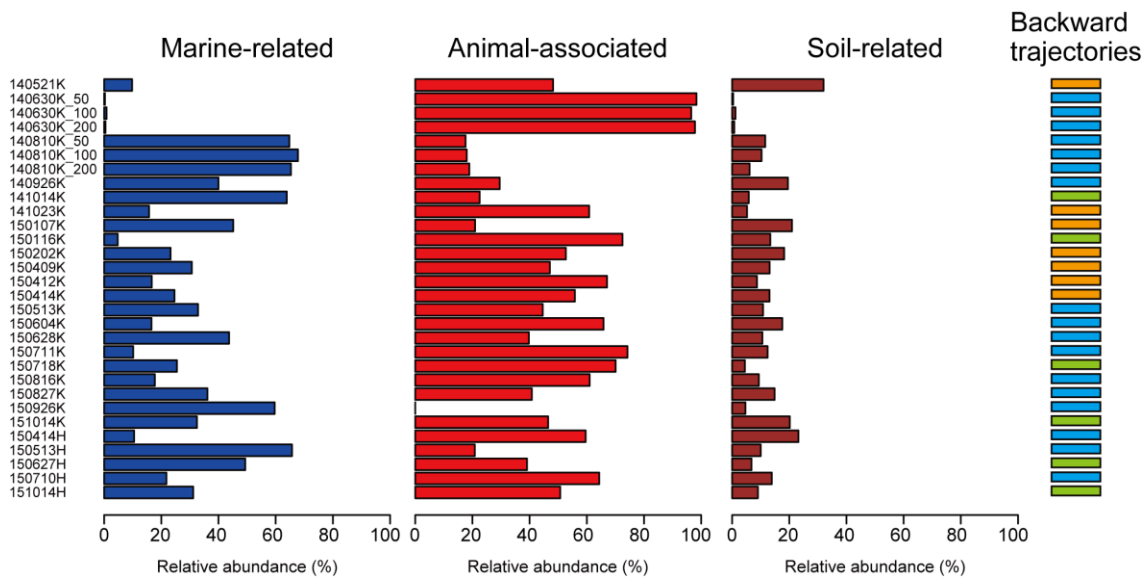 Marine-related
Animal-associated
Soil-related
Backward
trajectories
140521K
140630K_50
140630K_100
140630K_200
140810K_50
140810K_100
140810K_200
140926K
141014K
141023K
150107K
150116K
150202K
150409K
150412K
150414K
150513K
150604K
150628K
150711K
150718K
150816K
150827K
150926K
151014K
150414H
150513H
150627H
150710H
151014H
0 20 40 60 80 100
0 20 40 60 80 100
0 20 40 60 80 100
Relative abundance (%)
Relative abundance (%)
Relative abundance (%)